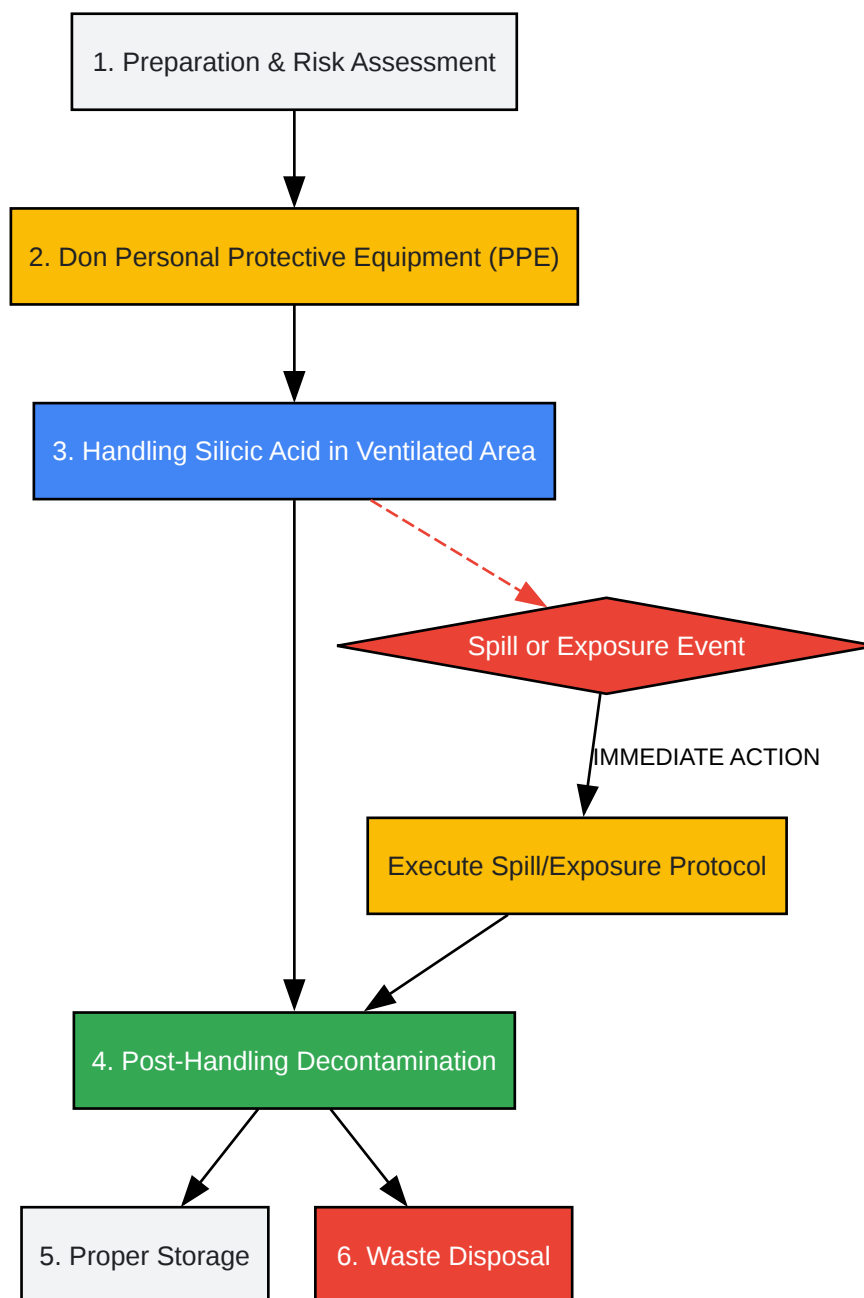 1. Preparation & Risk Assessment
2. Don Personal Protective Equipment (PPE)
3. Handling Silicic Acid in Ventilated Area
Spill or Exposure Event
IMMEDIATE ACTION
Execute Spill/Exposure Protocol
4. Post-Handling Decontamination
5. Proper Storage
6. Waste Disposal